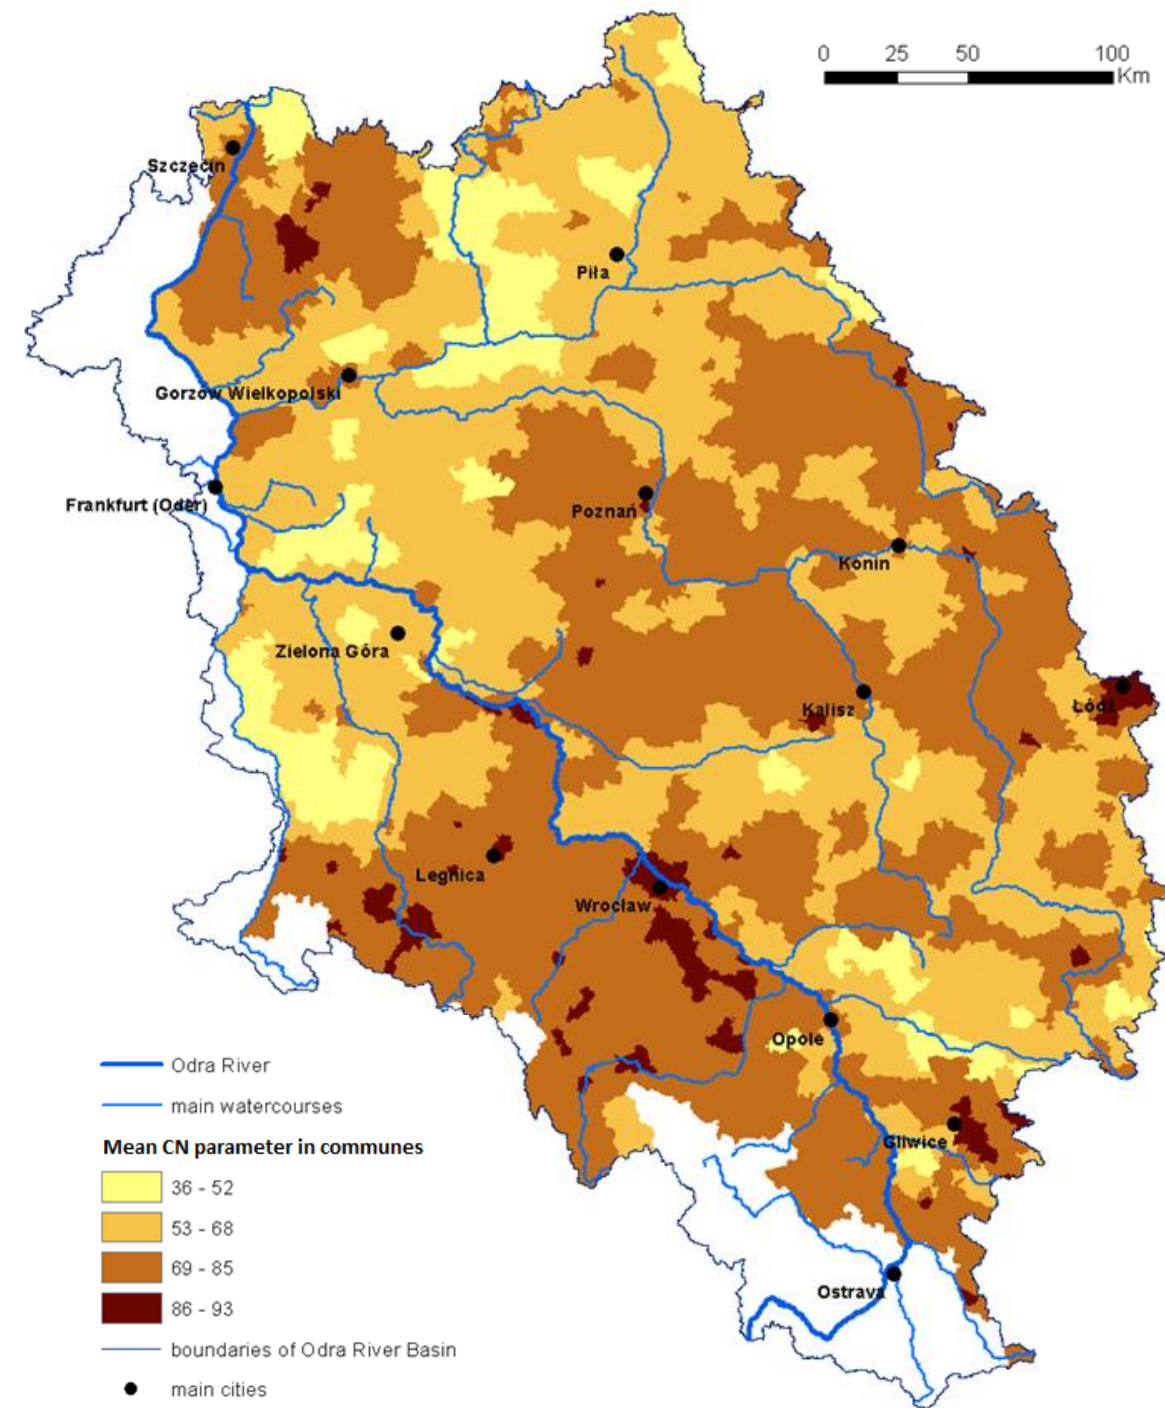 0 25 50 100
Km
Szczecin
Piła
Gorzów Wielkopolski
Frankfurt (Oder)
Poznań
Konin
Zielona Góra
Kalisz
Łódź
Legnica
Wrocław
Opole
Gliwice
Ostrava
Odra River
main watercourses
Mean CN parameter in communes
36 - 52
53 - 68
69 - 85
86 - 93
boundaries of Odra River Basin
main cities